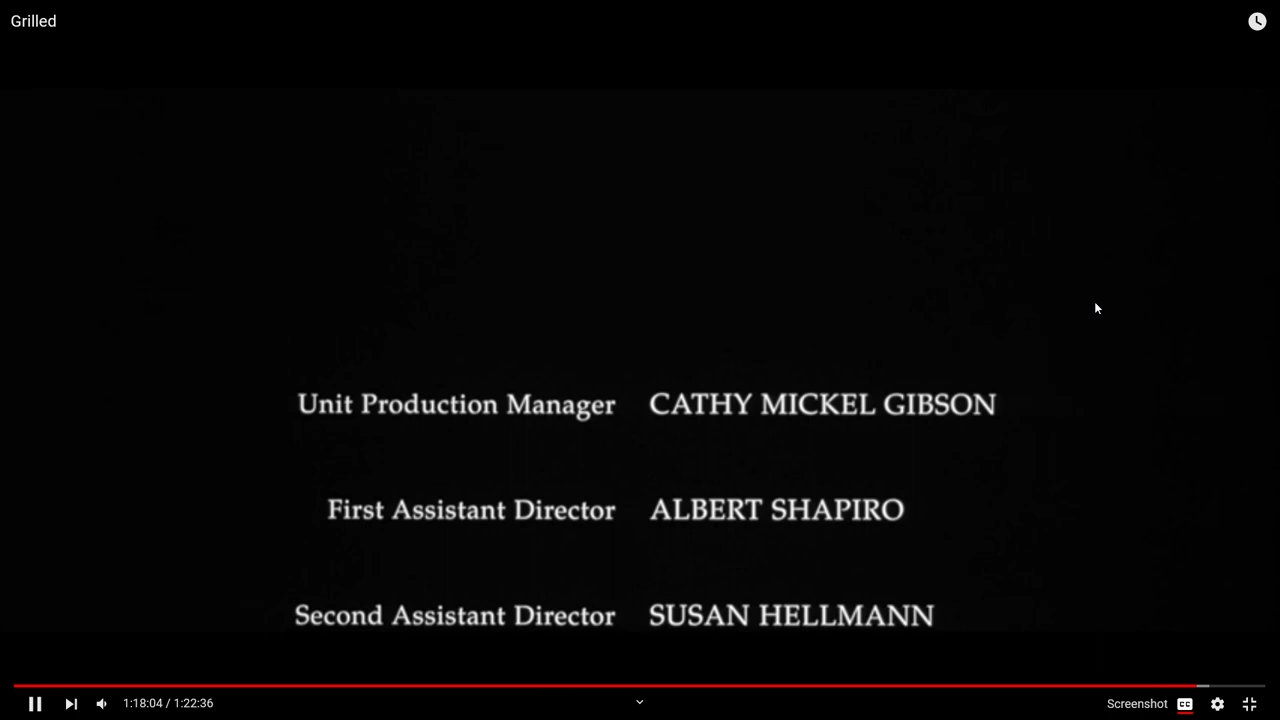 Grilled
Unit Production Manager CATHY MICKEL GIBSON
First Assistant Director ALBERT SHAPIRO
Second Assistant Director SUSAN HELLMANN
1:18:04 / 1:22:36
Screenshot
CC